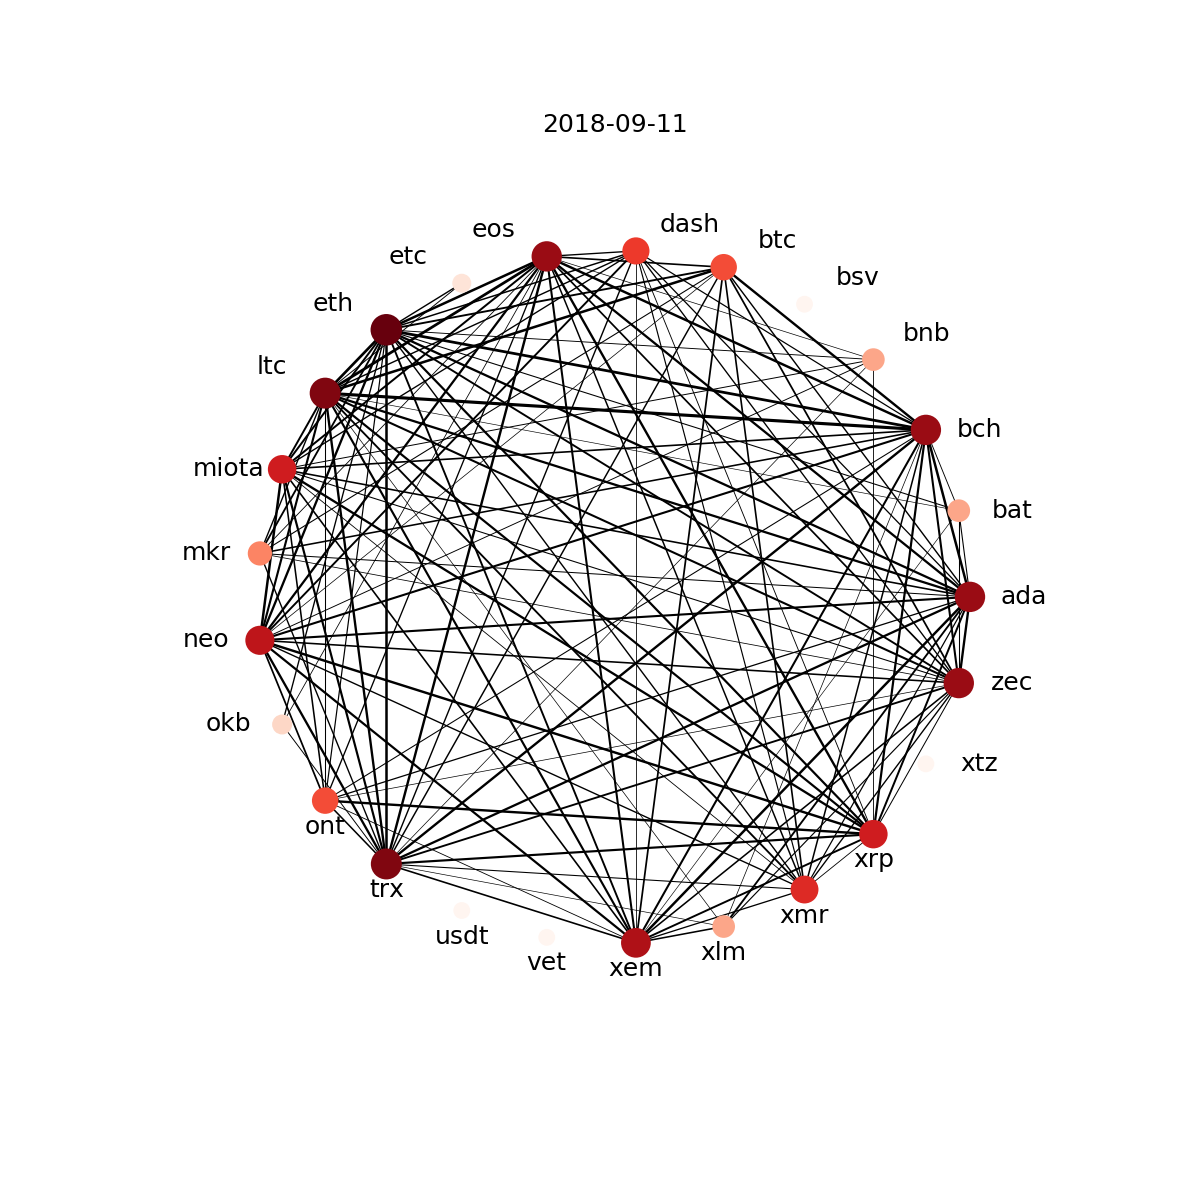 2018-09-11
dash
eos
btc
etc
bsv
eth
bnb
ltc
bch
miota
bat
mkr
ada
neo
zec
okb
xtz
ont
xrp
trx
xmr
usdt
xlm
vet
xem